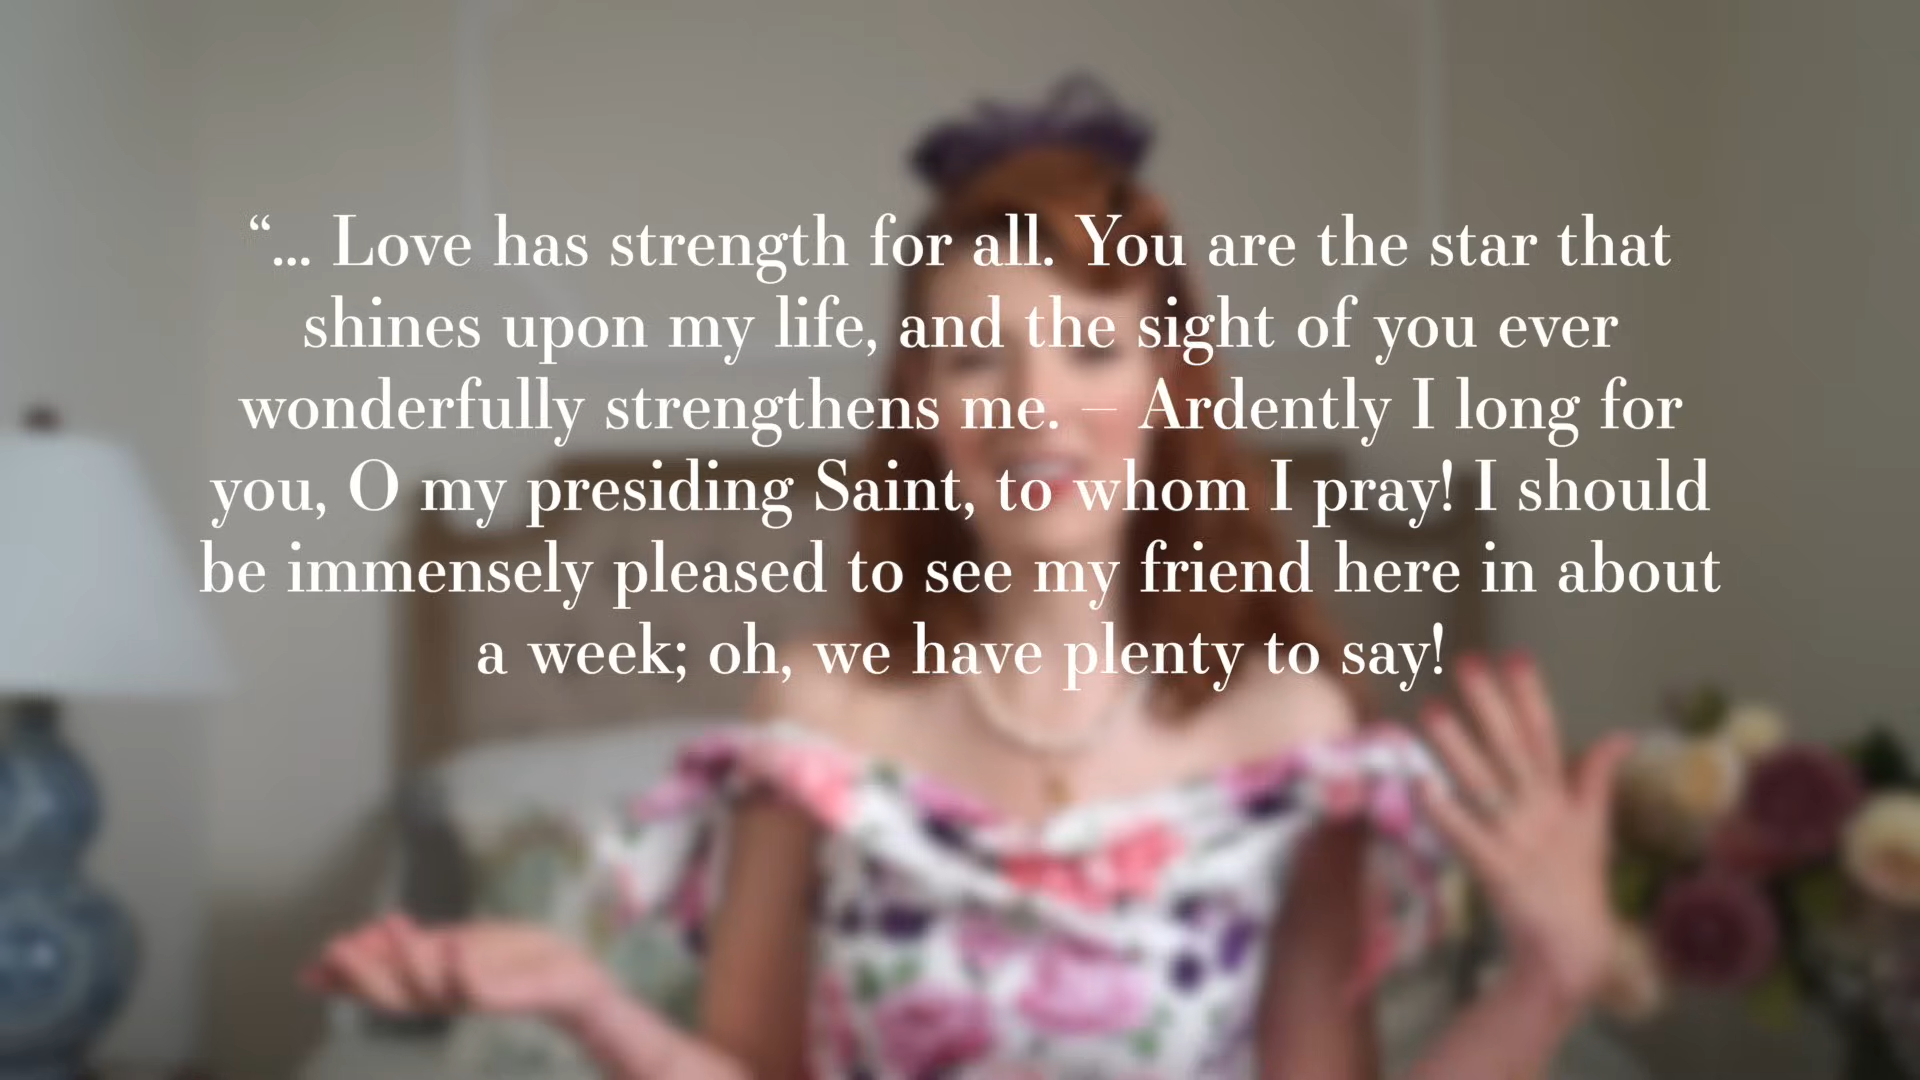 “... Love has strength for all. You are the star that
shines upon my life, and the sight of you ever
wonderfully strengthens me. – Ardently I long for
you, O my presiding Saint, to whom I pray! I should
be immensely pleased to see my friend here in about
a week; oh, we have plenty to say!